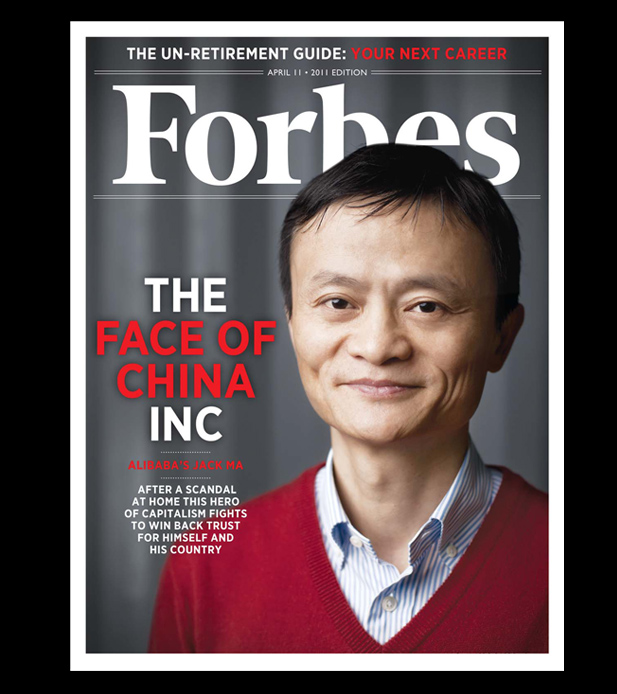 THE UN-RETIREMENT GUIDE: YOUR NEXT CAREER
APRIL 11 • 2011 EDITION
Forbes
THE
FACE OF
CHINA
INC
ALIBABA'S JACK MA
AFTER A SCANDAL
AT HOME THIS HERO
OF CAPITALISM FIGHTS
TO WIN BACK TRUST
FOR HIMSELF AND
HIS COUNTRY